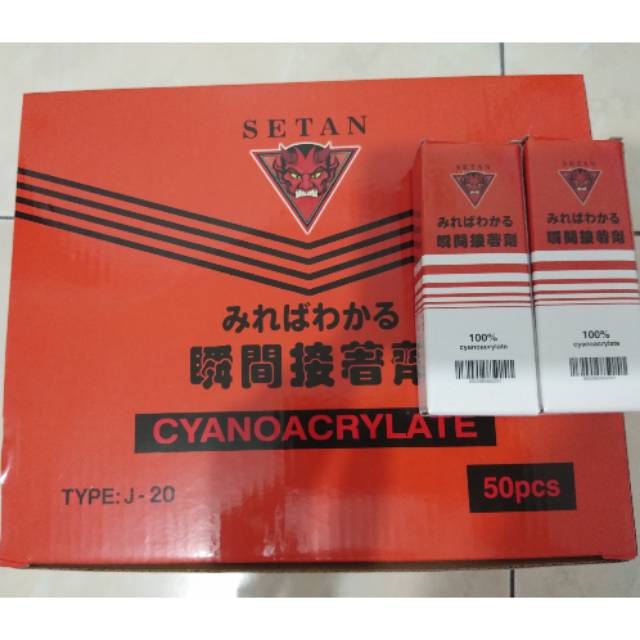 SETAN
みればわかる
瞬間接着剤
CYANOACRYLATE
TYPE: J - 20
50pcs
SETAN
みればわかる
瞬間接着剤
100%
cyanoacrylate
SETAN
みればわかる
瞬間接着剤
100%
cyanoacrylate